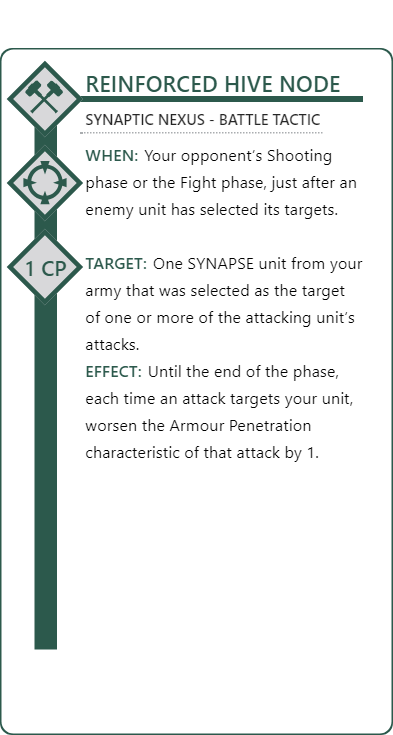 REINFORCED HIVE NODE
SYNAPTIC NEXUS - BATTLE TACTIC
WHEN: Your opponent’s Shooting
phase or the Fight phase, just after an
enemy unit has selected its targets.
1 CP
TARGET: One SYNAPSE unit from your
army that was selected as the target
of one or more of the attacking unit’s
attacks.
EFFECT: Until the end of the phase,
each time an attack targets your unit,
worsen the Armour Penetration
characteristic of that attack by 1.